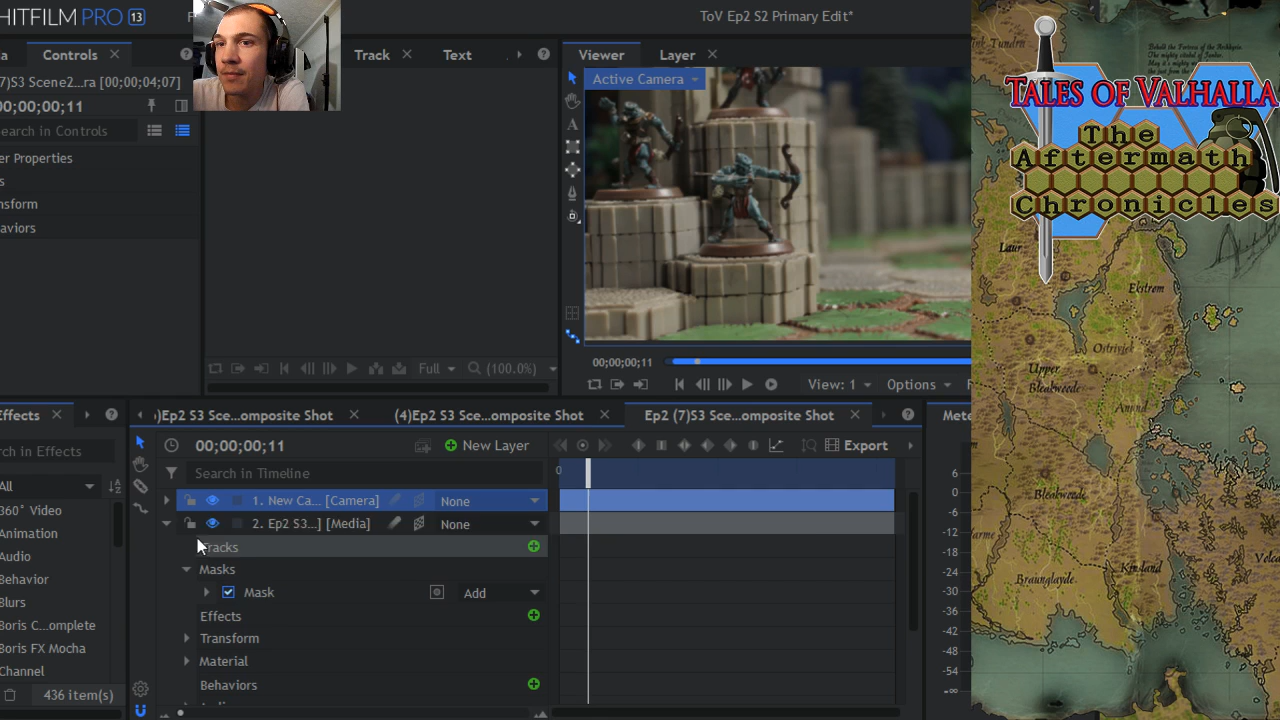 HITFILM PRO 13
ToV Ep2 S2 Primary Edit*
Controls
Track
Text
Viewer
Layer
7)S3 Scene2...ra [00;00;04;07]
Active Camera
00;00;00;11
earch in Controls
er Properties
s
nsform
aviors
Full
(100.0%)
00;00;00;11
View: 1
Options
Effects
)Ep2 S3 Sce...omposite Shot
(4)Ep2 S3 Sce...omposite Shot
Ep2 (7)S3 Sce...omposite Shot
Mete
rch in Effects
00;00;00;11
New Layer
Export
All
Search in Timeline
0
360° Video
Animation
Audio
Behavior
Blurs
Boris C...omplete
Boris FX Mocha
Channel
436 item(s)
1. New Ca... [Camera]
None
2. Ep2 S3...] [Media]
None
Tracks
Masks
Mask
Add
Effects
Transform
Material
Behaviors
6
0
-6
-12
-18
-24
-30
-36
-42
-48
-54
-∞
TALES OF VALHALLA
The
Aftermath
Chronicles
Laur
Ekstrom
Ostrivjek
Upper
Bleakweede
Bleakweede
Braunglayde